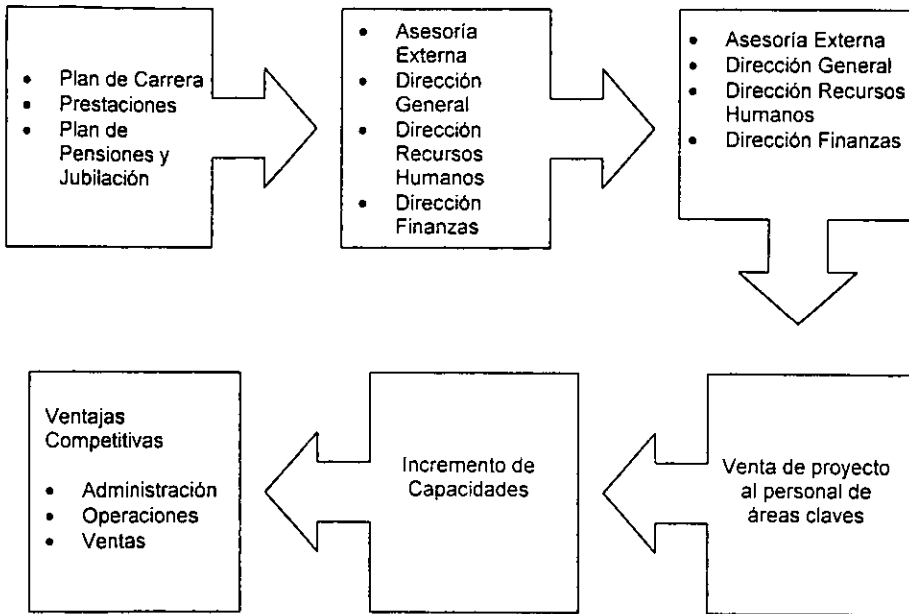 • Plan de Carrera
• Prestaciones
• Plan de
Pensiones y
Jubilación
• Asesoría
Externa
• Dirección
General
• Dirección
Recursos
Humanos
• Dirección
Finanzas
• Asesoría Externa
• Dirección General
• Dirección Recursos
Humanos
• Dirección Finanzas
Venta de proyecto
al personal de
áreas claves
Incremento de
Capacidades
Ventajas
Competitivas
• Administración
• Operaciones
• Ventas